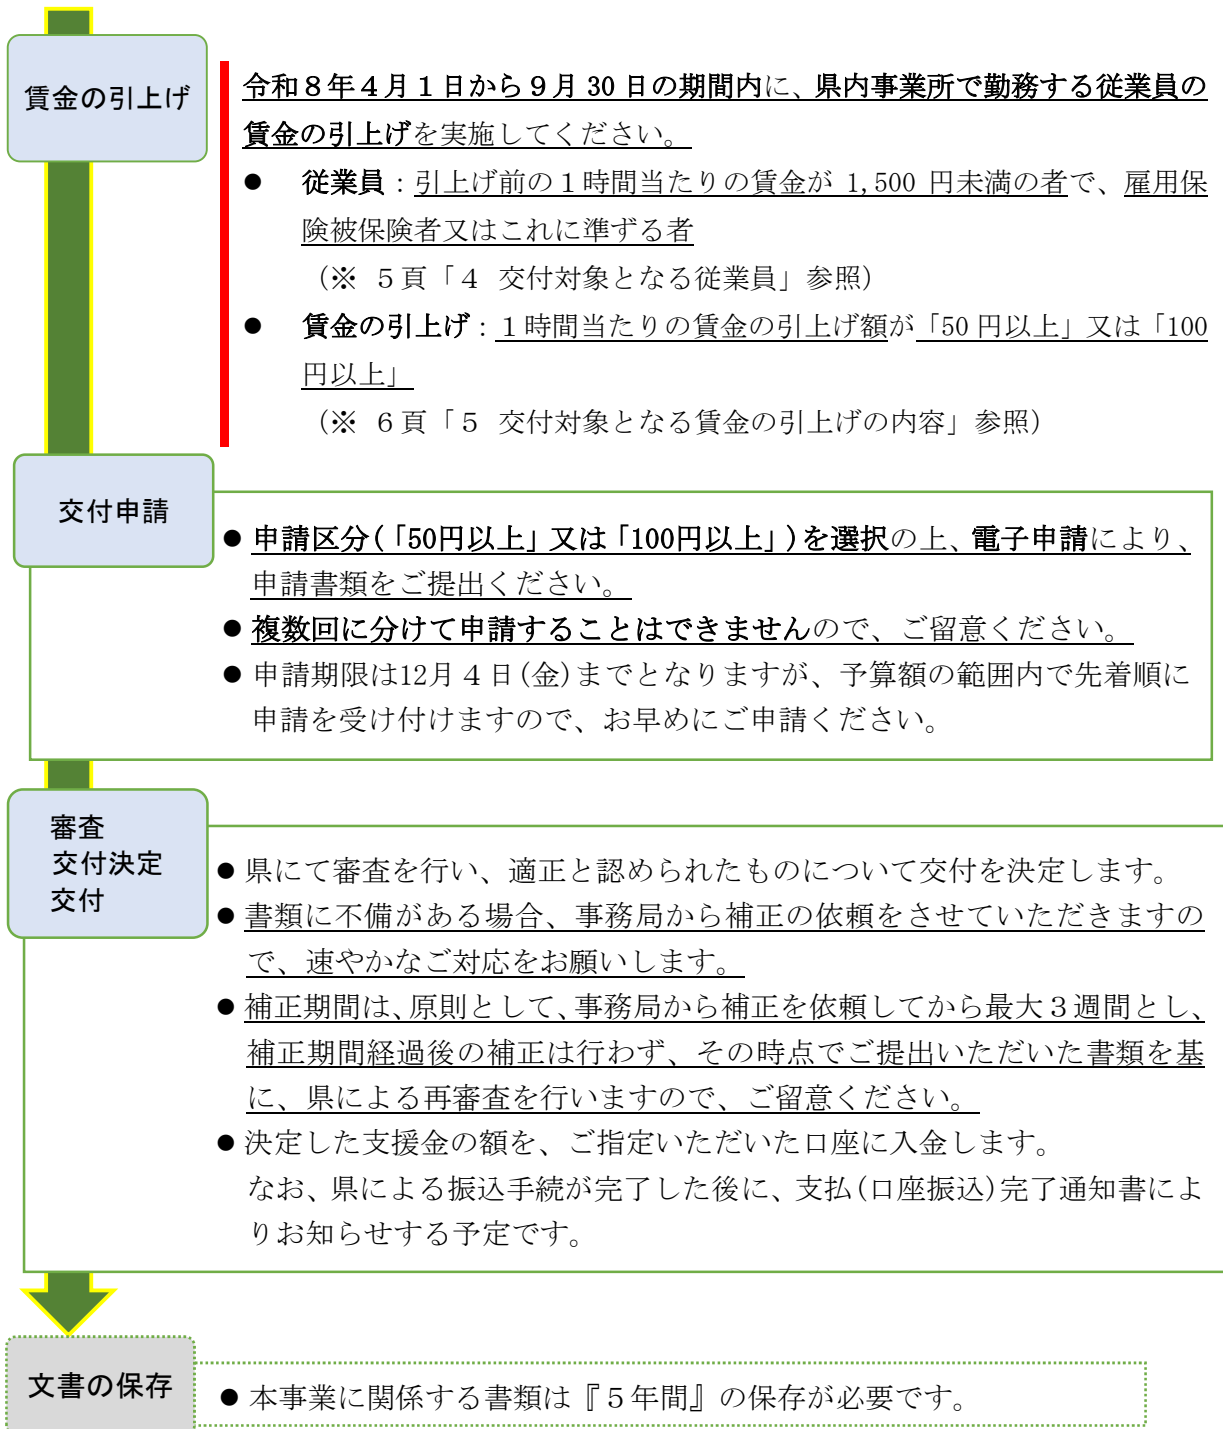 賃金の引上げ
令和８年４月１日から９月 30 日の期間内に、県内事業所で勤務する従業員の
賃金の引上げを実施してください。
● 従業員：引上げ前の１時間当たりの賃金が 1,500 円未満の者で、雇用保
険被保険者又はこれに準ずる者
（※ ５頁「４ 交付対象となる従業員」参照）
● 賃金の引上げ：１時間当たりの賃金の引上げ額が「50 円以上」又は「100
円以上」
（※ ６頁「５ 交付対象となる賃金の引上げの内容」参照）
交付申請
● 申請区分(「50円以上」又は「100円以上」)を選択の上、電子申請により、
申請書類をご提出ください。
● 複数回に分けて申請することはできませんので、ご留意ください。
● 申請期限は12月４日(金)までとなりますが、予算額の範囲内で先着順に
申請を受け付けますので、お早めにご申請ください。
審査
交付決定
交付
● 県にて審査を行い、適正と認められたものについて交付を決定します。
● 書類に不備がある場合、事務局から補正の依頼をさせていただきますの
で、速やかなご対応をお願いします。
● 補正期間は、原則として、事務局から補正を依頼してから最大３週間とし、
補正期間経過後の補正は行わず、その時点でご提出いただいた書類を基
に、県による再審査を行いますので、ご留意ください。
● 決定した支援金の額を、ご指定いただいた口座に入金します。
なお、県による振込手続が完了した後に、支払(口座振込)完了通知書によ
りお知らせする予定です。
文書の保存
● 本事業に関係する書類は『５年間』の保存が必要です。